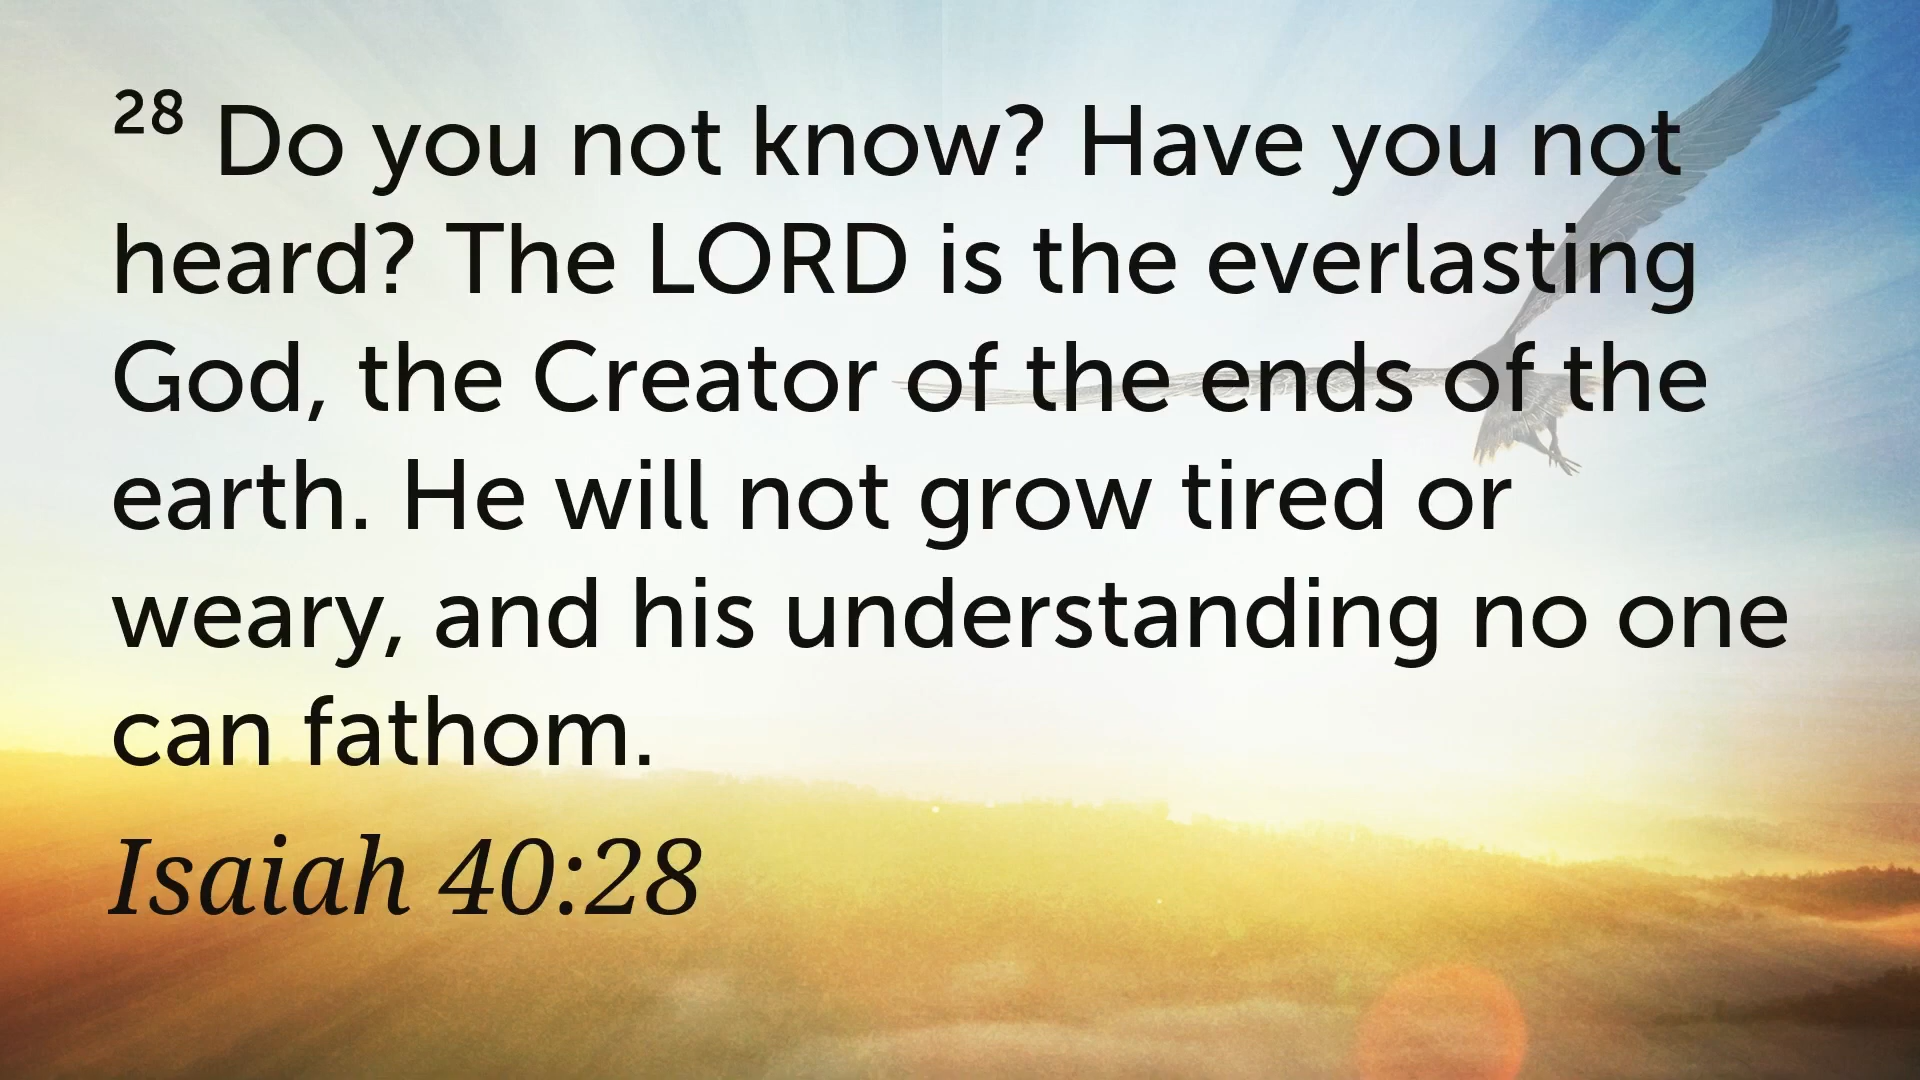 28 Do you not know? Have you not
heard? The LORD is the everlasting
God, the Creator of the ends of the
earth. He will not grow tired or
weary, and his understanding no one
can fathom.
Isaiah 40:28